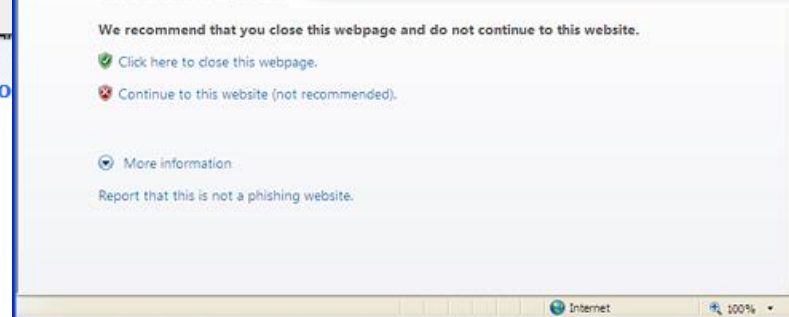 We recommend that you close this webpage and do not continue to this website.
Click here to close this webpage.
Continue to this website (not recommended).
More information
Report that this is not a phishing website.
Internet 100%